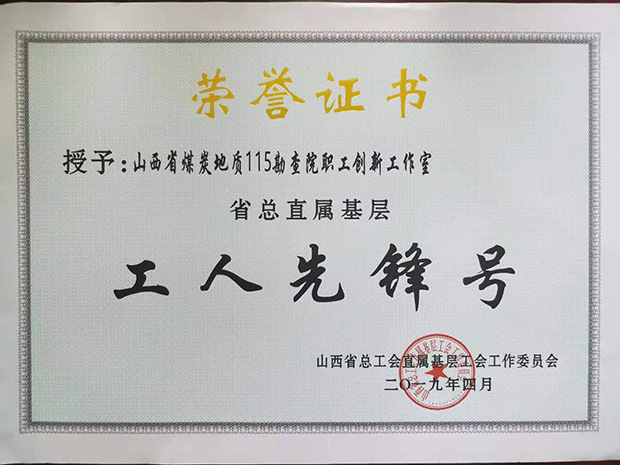 荣誉证书
授予:山西省煤炭地质115勘查院职工创新工作室
省总直属基层
工人先锋号
山西省总工会直属基层工会工作委员会
二〇一九年四月